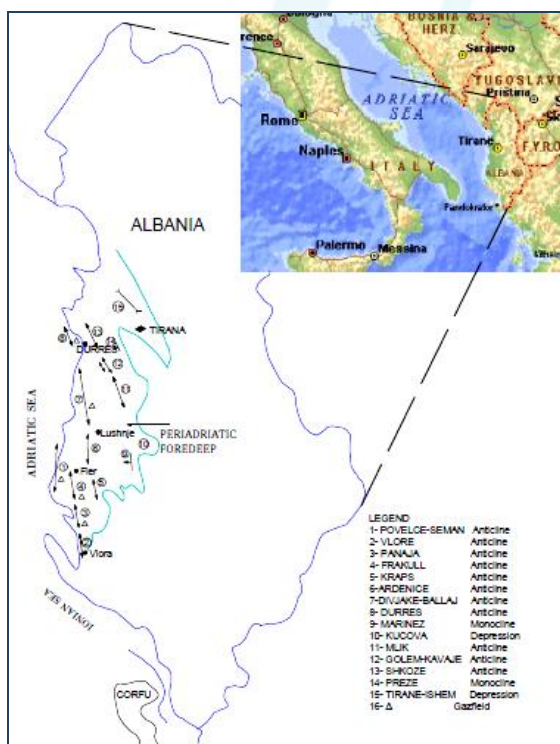 BOSNIA &
HERZ.
Sarajevo
YUGOSLAV
Pristina
ADRIATIC
SEA
Rome
Tirane
F.Y.R.O
ALBANIA
Naples
ITALY
Pandokrator
Palermo
Messina
ALBANIA
TIRANA
DURRES
Lushnje
PERIADRIATIC
FOREDEEP
ADRIATIC SEA
Fier
Vlora
IONIAN SEA
CORFU
LEGEND
1- POVELCE-SEMAN Anticline
2- VLORE Anticline
3- PANAJA Anticline
4- FRAKULL Anticline
5- KRAPS Anticline
6-ARDENICE Anticline
7-DIVJAKE-BALLAJ Anticline
8- DURRES Anticline
9- MARINEZ Monocline
10- KUCOVA Depression
11- MLIK Anticline
12- GOLEM-KAVAJE Anticline
13- SHKOZE Anticline
14- PREZE Monocline
15- TIRANE-ISHEM Depression
16- Δ Gazfield